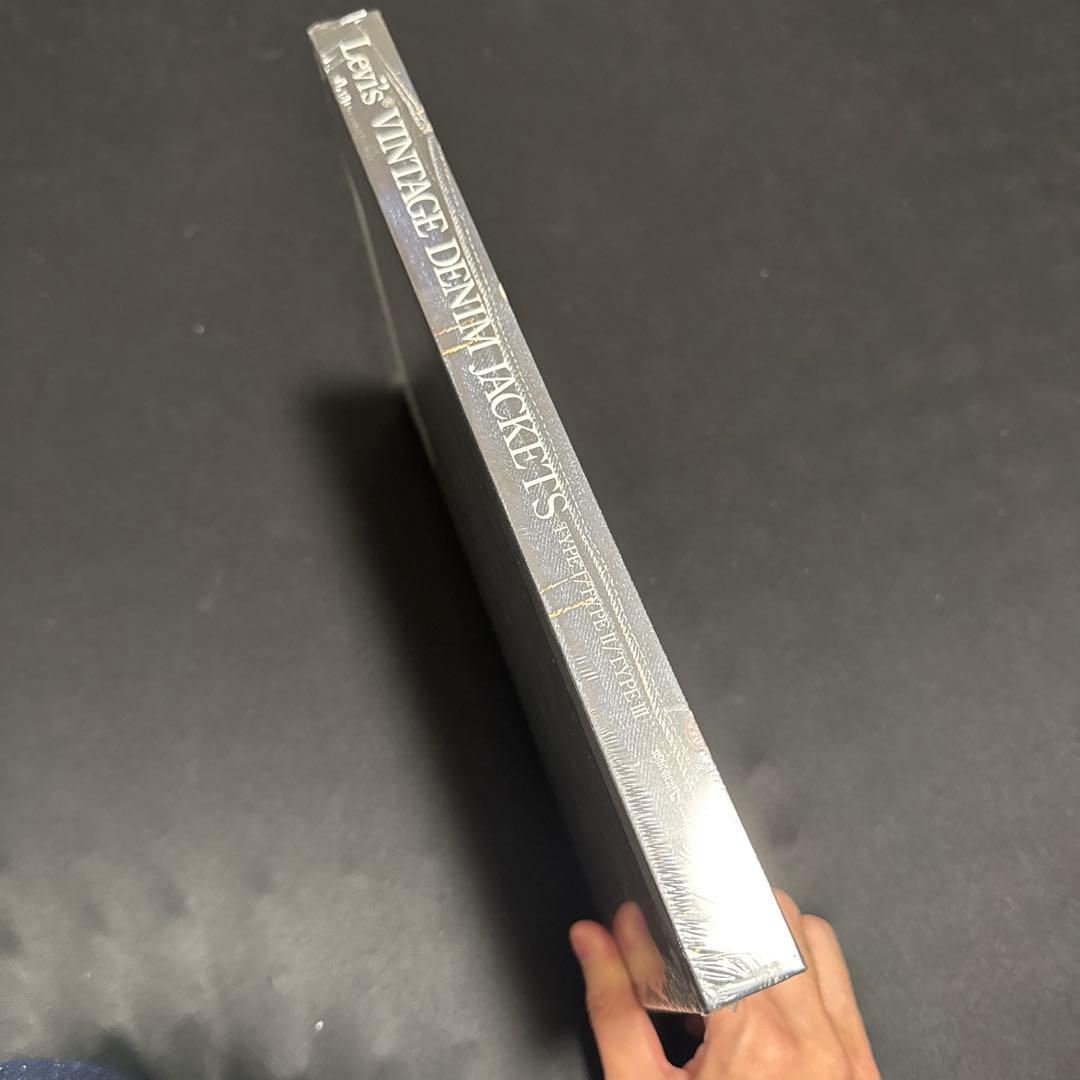 Levi's® VINTAGE DENIM JACKETS
TYPE I/TYPE II/TYPE III